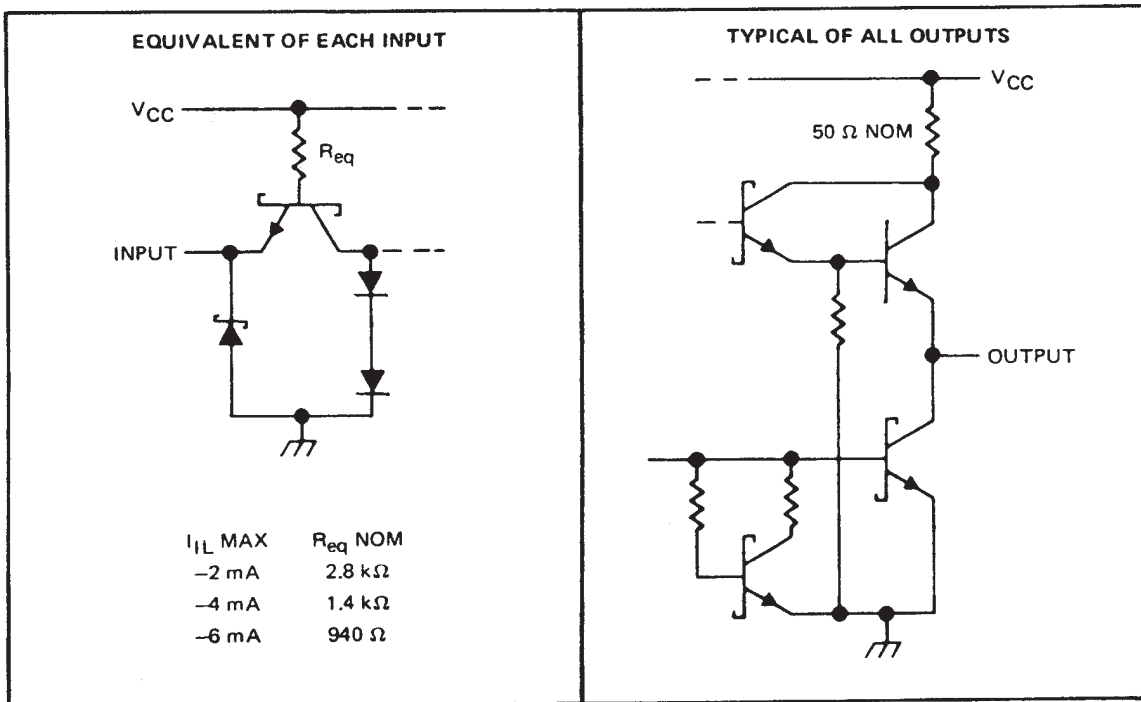 EQUIVALENT OF EACH INPUT
VCC
Req
INPUT
IIL MAX Req NOM
–2 mA 2.8 kΩ
–4 mA 1.4 kΩ
–6 mA 940 Ω
TYPICAL OF ALL OUTPUTS
VCC
50 Ω NOM
OUTPUT